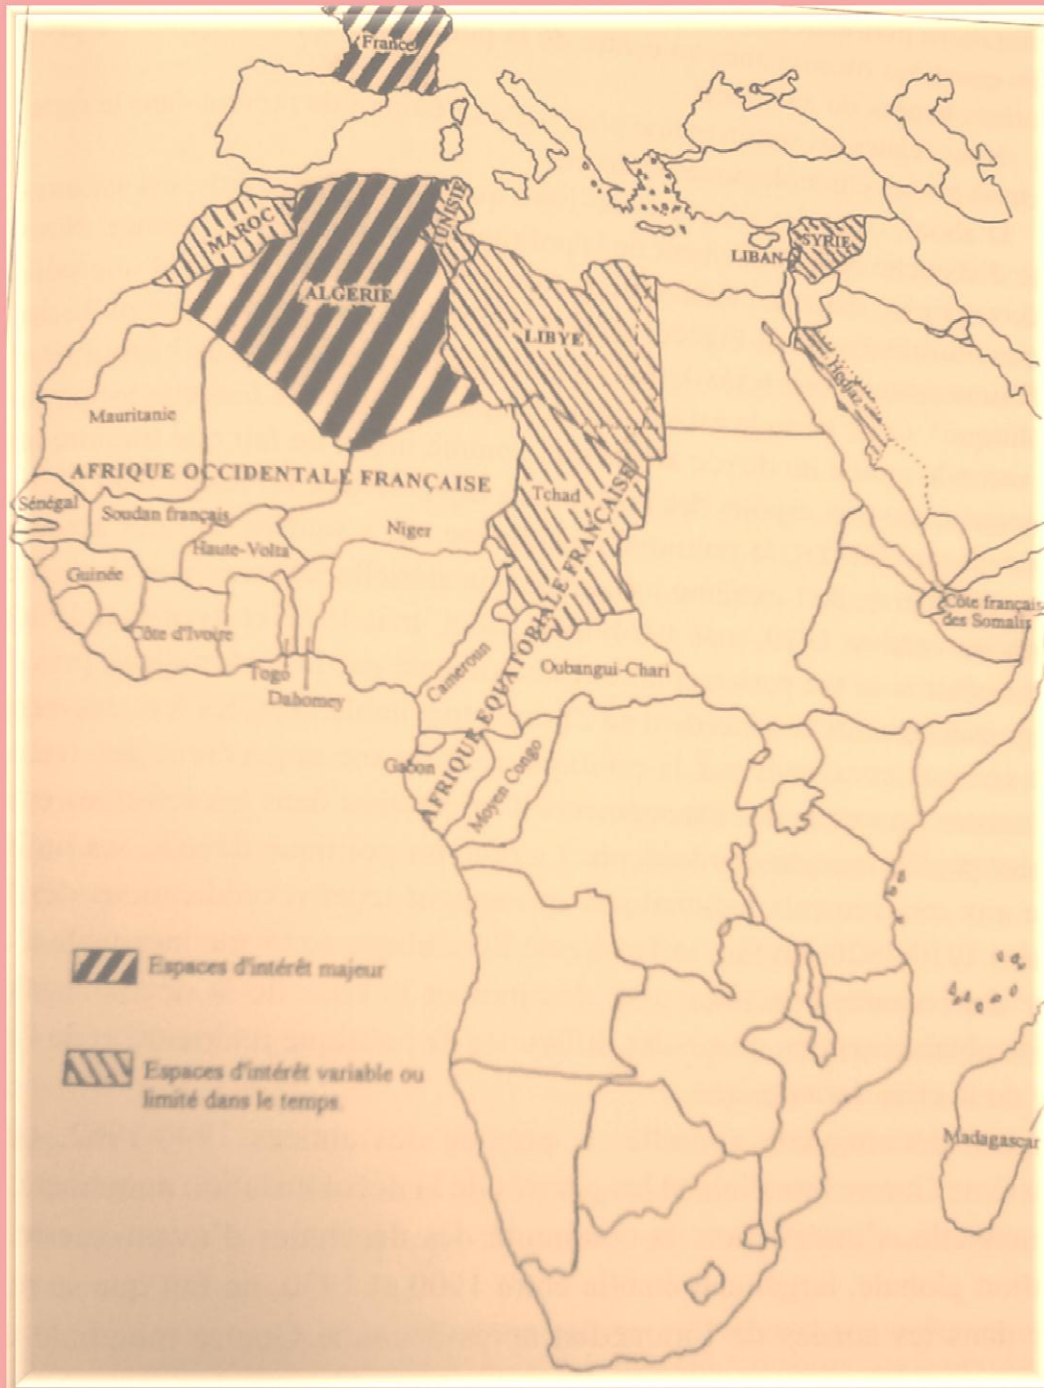 France
MAROC
TUNISIE
ALGERIE
LIBYE
LIBAN
SYRIE
Hedjaz
Mauritanie
AFRIQUE OCCIDENTALE FRANÇAISE
Sénégal
Soudan français
Haute-Volta
Niger
Tchad
Guinée
Côte d'Ivoire
Togo
Dahomey
Cameroun
Oubangui-Chari
AFRIQUE EQUATORIALE FRANÇAISE
Gabon
Moyen Congo
Côte français
des Somalis
Madagascar
Espaces d'intérêt majeur
Espaces d'intérêt variable ou
limité dans le temps.